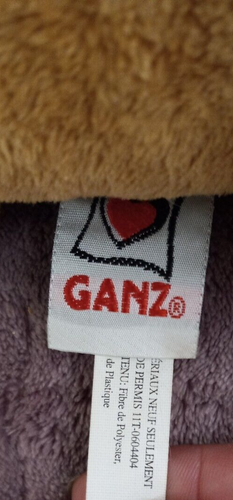 GANZ®
ÉRIAUX NEUF SEULEMENT
DE PERMIS 11T-0604404
TENU: Fibre de Polyester,
de Plastique